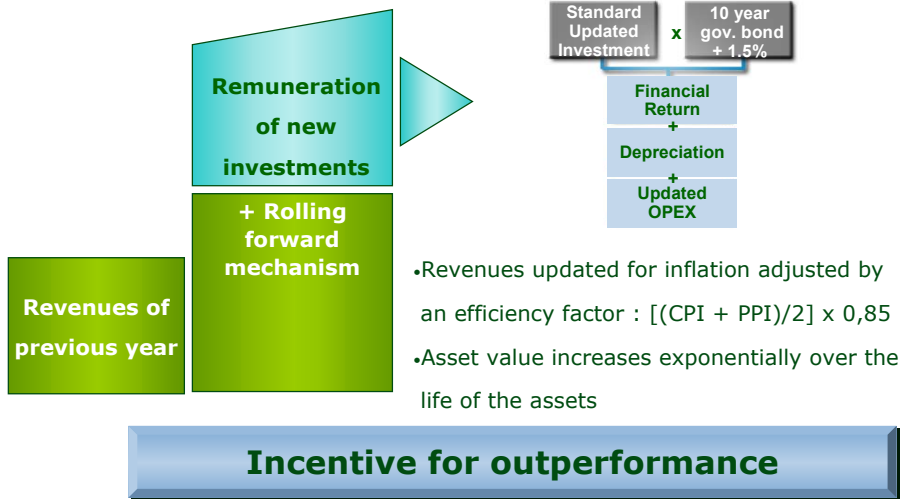 Standard
Updated
Investment
x
10 year
gov. bond
+ 1.5%
Remuneration
of new
investments
Financial
Return
+
Depreciation
+
Updated
OPEX
+ Rolling
forward
mechanism
Revenues of
previous year
•Revenues updated for inflation adjusted by
an efficiency factor : [(CPI + PPI)/2] x 0,85
•Asset value increases exponentially over the
life of the assets
Incentive for outperformance